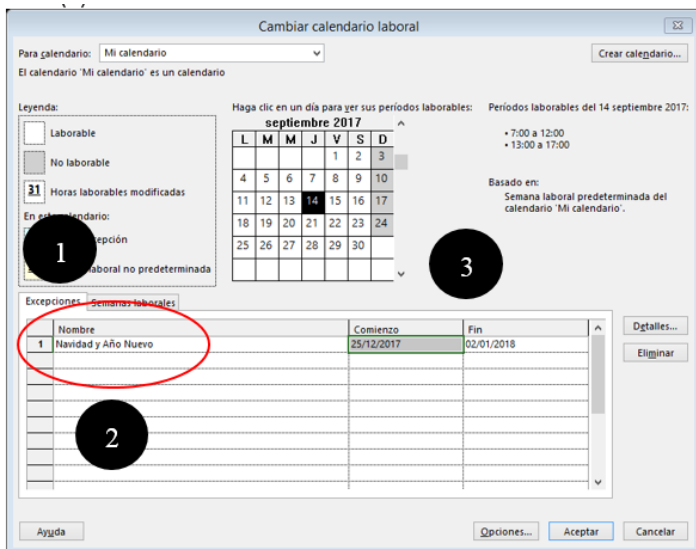 Cambiar calendario laboral
Para calendario: Mi calendario
Crear calendario...
El calendario 'Mi calendario' es un calendario
Leyenda:
Laborable
No laborable
31 Horas laborables modificadas
En este calendario:
1
laboral no predeterminada
Haga clic en un día para ver sus períodos laborables:
septiembre 2017
L M M J V S D
1 2 3
4 5 6 7 8 9 10
11 12 13 14 15 16 17
18 19 20 21 22 23 24
25 26 27 28 29 30
Períodos laborables del 14 septiembre 2017:
• 7:00 a 12:00
• 13:00 a 17:00
Basado en:
Semana laboral predeterminada del
calendario 'Mi calendario'.
3
Excepciones Semanas laborales
Nombre Comienzo Fin
1 Navidad y Año Nuevo 25/12/2017 02/01/2018
Detalles...
Eliminar
2
Ayuda
Opciones... Aceptar Cancelar